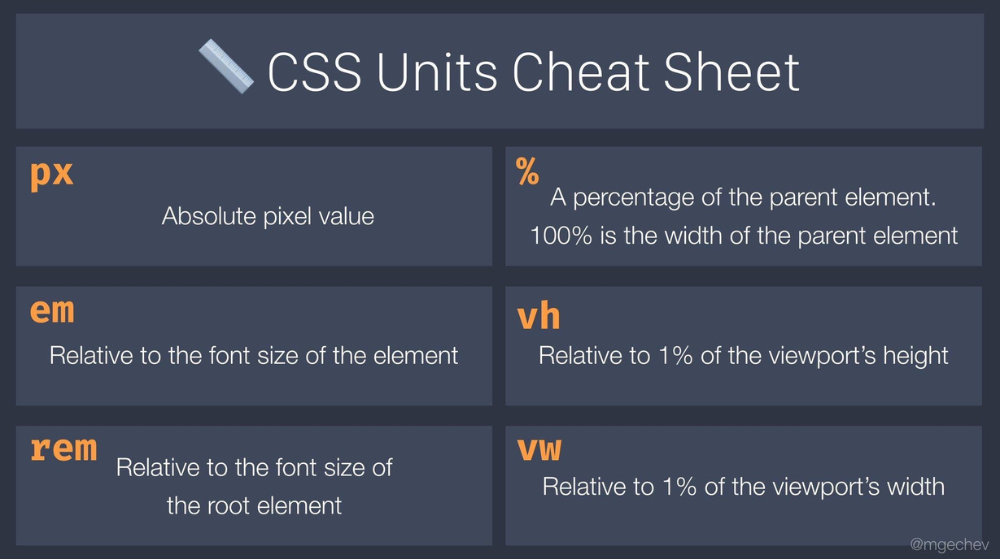 CSS Units Cheat Sheet
px
Absolute pixel value
%
A percentage of the parent element.
100% is the width of the parent element
em
Relative to the font size of the element
vh
Relative to 1% of the viewport’s height
rem
Relative to the font size of
the root element
vw
Relative to 1% of the viewport’s width
@mgechev